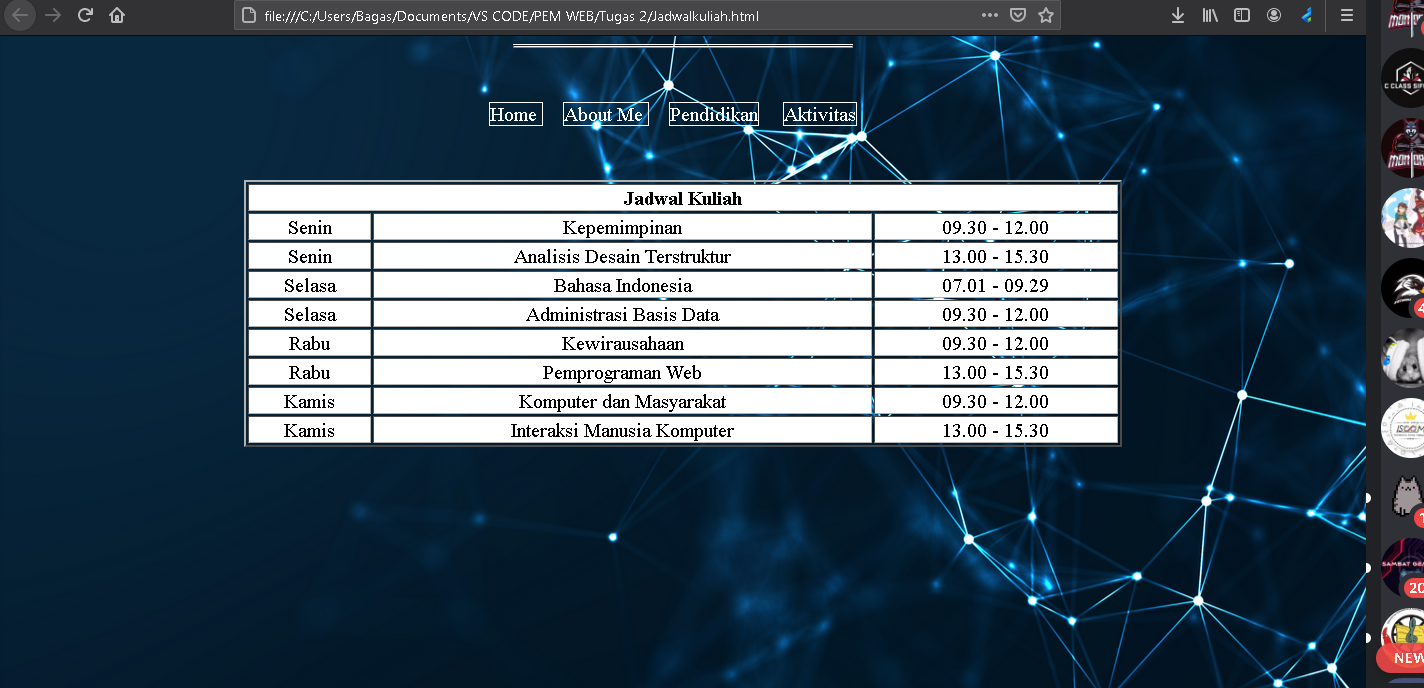 file:///C:/Users/Bagas/Documents/VS CODE/PEM WEB/Tugas 2/Jadwalkuliah.html
Home About Me Pendidikan Aktivitas
Jadwal Kuliah
Senin Kepemimpinan 09.30 - 12.00
Senin Analisis Desain Terstruktur 13.00 - 15.30
Selasa Bahasa Indonesia 07.01 - 09.29
Selasa Administrasi Basis Data 09.30 - 12.00
Rabu Kewirausahaan 09.30 - 12.00
Rabu Pemprograman Web 13.00 - 15.30
Kamis Komputer dan Masyarakat 09.30 - 12.00
Kamis Interaksi Manusia Komputer 13.00 - 15.30
C CLASS
4
1
20
NEW